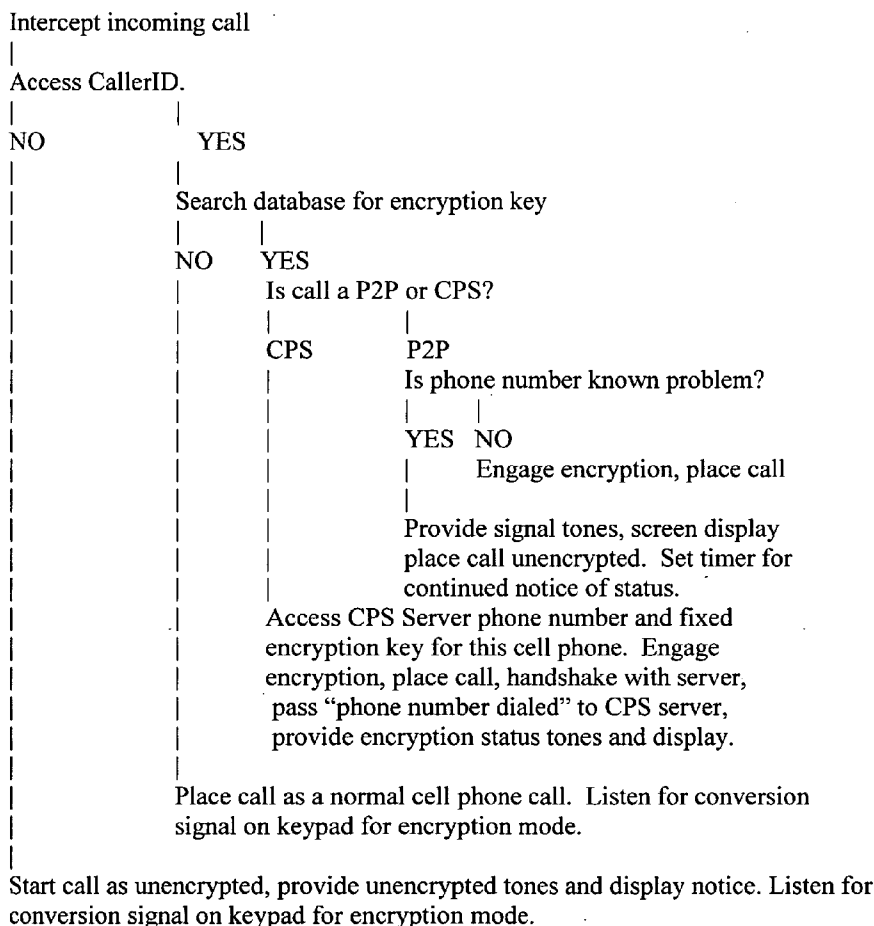 Intercept incoming call
Access CallerID.
NO YES
Search database for encryption key
NO YES
Is call a P2P or CPS?
CPS P2P
Is phone number known problem?
YES NO
Engage encryption, place call
Provide signal tones, screen display
place call unencrypted. Set timer for
continued notice of status.
Access CPS Server phone number and fixed
encryption key for this cell phone. Engage
encryption, place call, handshake with server,
pass “phone number dialed” to CPS server,
provide encryption status tones and display.
Place call as a normal cell phone call. Listen for conversion
signal on keypad for encryption mode.
Start call as unencrypted, provide unencrypted tones and display notice. Listen for
conversion signal on keypad for encryption mode.